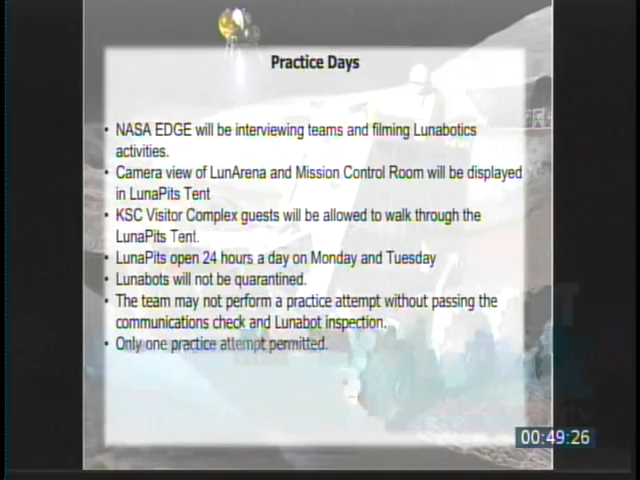 Practice Days
• NASA EDGE will be interviewing teams and filming Lunabotics
activities.
• Camera view of LunArena and Mission Control Room will be displayed
in LunaPits Tent
• KSC Visitor Complex guests will be allowed to walk through the
LunaPits Tent.
• LunaPits open 24 hours a day on Monday and Tuesday
• Lunabots will not be quarantined.
• The team may not perform a practice attempt without passing the
communications check and Lunabot inspection.
• Only one practice attempt permitted.
00:49:26